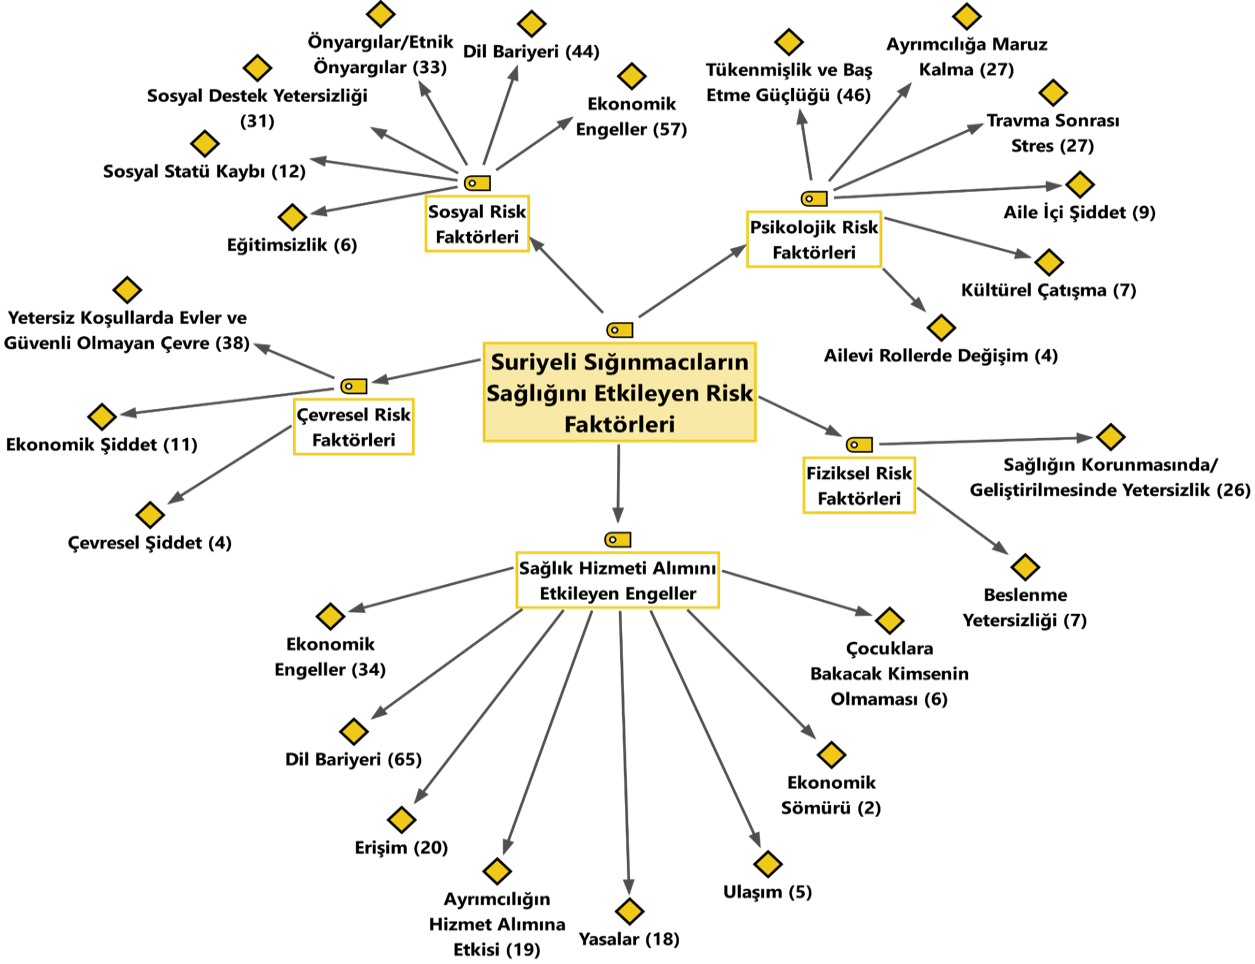 Önyargılar/Etnik
Önyargılar (33)
Dil Bariyeri (44)
Sosyal Destek Yetersizliği
(31)
Ekonomik
Engeller (57)
Sosyal Statü Kaybı (12)
Eğitimsizlik (6)
Sosyal Risk
Faktörleri
Tükenmişlik ve Baş
Etme Güçlüğü (46)
Ayrımcılığa Maruz
Kalma (27)
Travma Sonrası
Stres (27)
Aile İçi Şiddet (9)
Psikolojik Risk
Faktörleri
Kültürel Çatışma (7)
Ailevi Rollerde Değişim (4)
Yetersiz Koşullarda Evler ve
Güvenli Olmayan Çevre (38)
Ekonomik Şiddet (11)
Çevresel Risk
Faktörleri
Çevresel Şiddet (4)
Suriyeli Sığınmacıların
Sağlığını Etkileyen Risk
Faktörleri
Fiziksel Risk
Faktörleri
Sağlığın Korunmasında/
Geliştirilmesinde Yetersizlik (26)
Beslenme
Yetersizliği (7)
Sağlık Hizmeti Alımını
Etkileyen Engeller
Ekonomik
Engeller (34)
Dil Bariyeri (65)
Erişim (20)
Ayrımcılığın
Hizmet Alımına
Etkisi (19)
Yasalar (18)
Ulaşım (5)
Ekonomik
Sömürü (2)
Çocuklara
Bakacak Kimsenin
Olmaması (6)